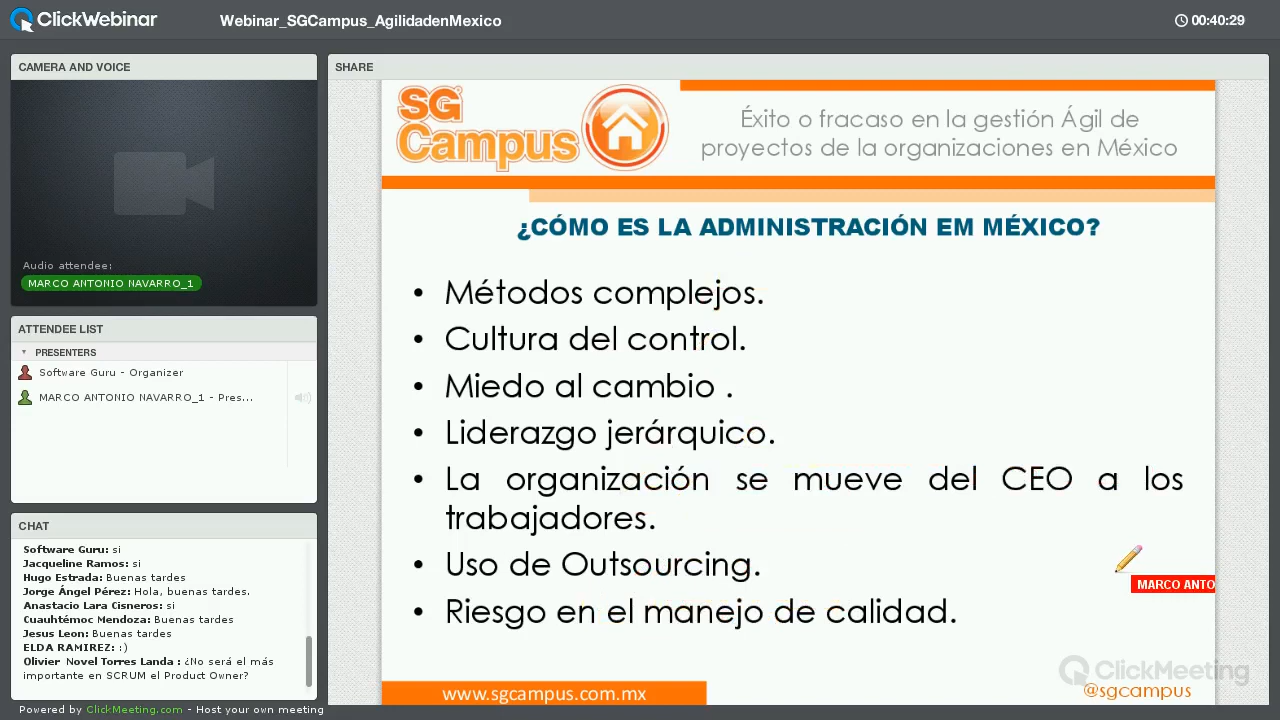 ClickWebinar
Webinar_SGCampus_AgilidadenMexico
00:40:29
CAMERA AND VOICE
Audio attendee:
MARCO ANTONIO NAVARRO_1
ATTENDEE LIST
PRESENTERS
Software Guru - Organizer
MARCO ANTONIO NAVARRO_1 - Pres...
CHAT
Software Guru: si
Jacqueline Ramos: si
Hugo Estrada: Buenas tardes
Jorge Ángel Pérez: Hola, buenas tardes.
Anastacio Lara Cisneros: si
Cuauhtémoc Mendoza: Buenas tardes
Jesus Leon: Buenas tardes
ELDA RAMIREZ: :)
Olivier Novel Torres Landa : ¿No será el más
importante en SCRUM el Product Owner?
Powered by ClickMeeting.com - Host your own meeting
SHARE
SG
Campus
Éxito o fracaso en la gestión Ágil de
proyectos de la organizaciones en México
¿CÓMO ES LA ADMINISTRACIÓN EM MÉXICO?
• Métodos complejos.
• Cultura del control.
• Miedo al cambio .
• Liderazgo jerárquico.
• La organización se mueve del CEO a los
trabajadores.
• Uso de Outsourcing.
• Riesgo en el manejo de calidad.
MARCO ANTO
www.sgcampus.com.mx
ClickMeeting
@sgcampus